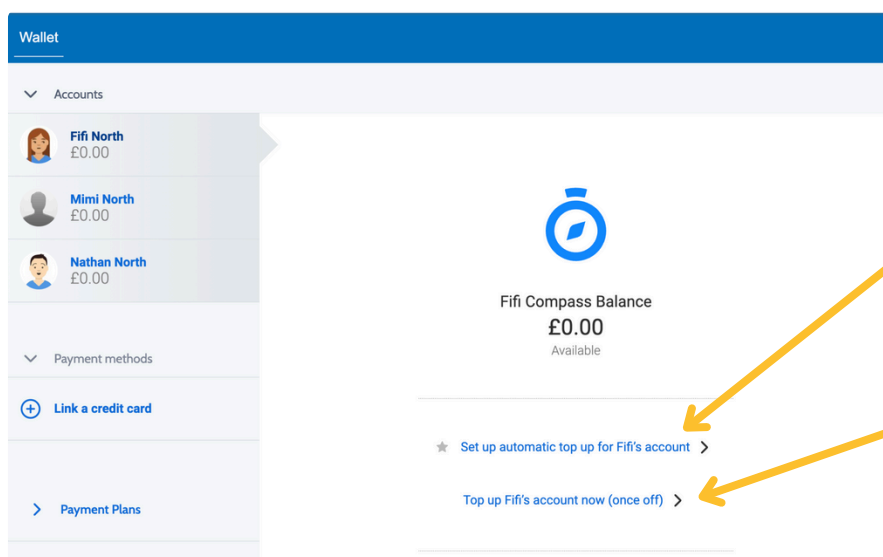 Wallet
Accounts
Fifi North
£0.00
Mimi North
£0.00
Nathan North
£0.00
Payment methods
Link a credit card
Payment Plans
Fifi Compass Balance
£0.00
Available
Set up automatic top up for Fifi's account
Top up Fifi's account now (once off)